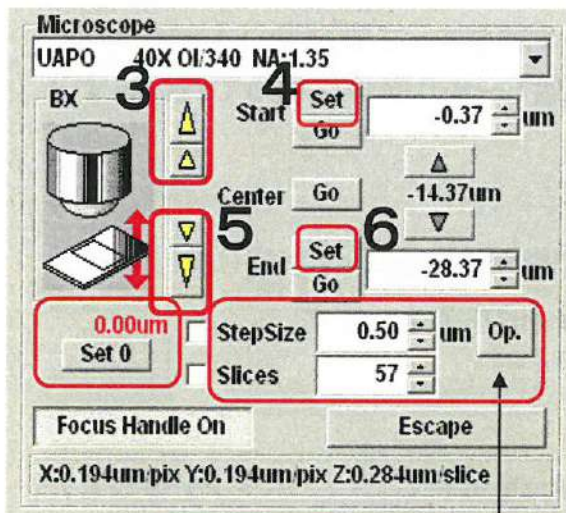 Microscope
UAPO 40X OI/340 NA:1.35
BX
3
4
Start
Set
Go
-0.37
um
Center
Go
-14.37um
5
6
End
Set
Go
-28.37
um
0.00um
Set 0
StepSize
0.50
um
Op.
Slices
57
Focus Handle On
Escape
X:0.194um/pix Y:0.194um/pix Z:0.284um/slice